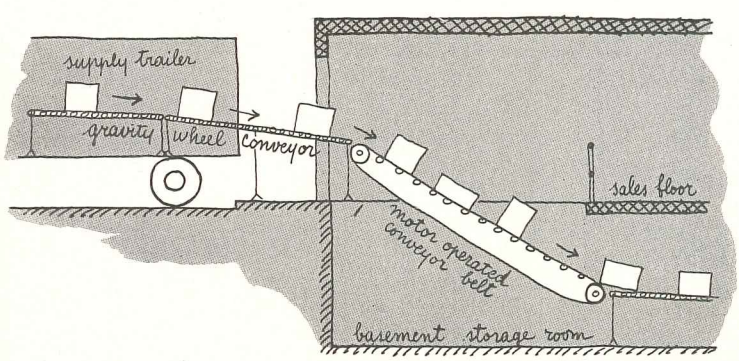 supply trailer
gravity wheel conveyor
sales floor
motor operated
conveyor belt
basement storage room